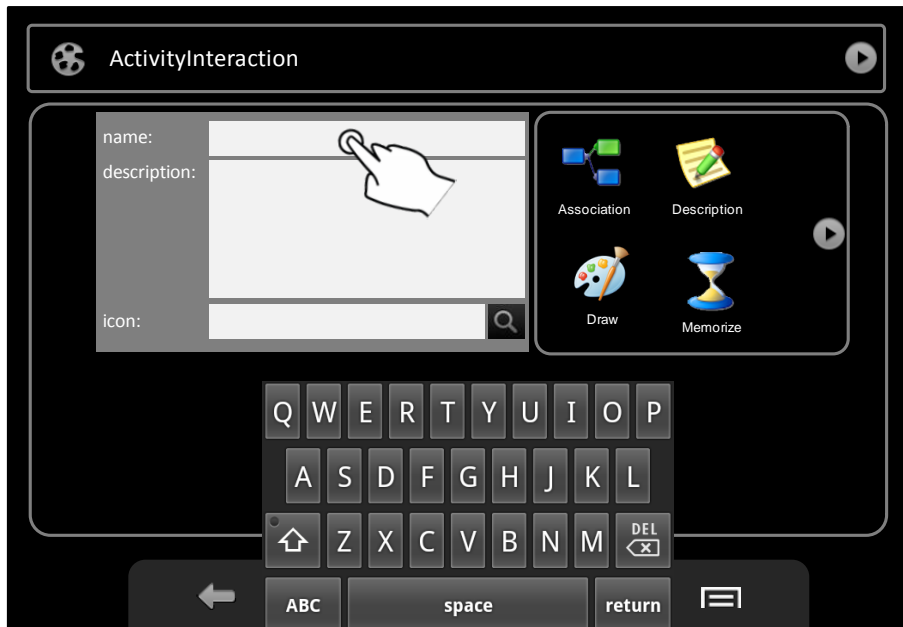 ActivityInteraction
name:
description:
icon:
Association Description
Draw Memorize
Q W E R T Y U I O P
A S D F G H J K L
Z X C V B N M DEL
ABC space return